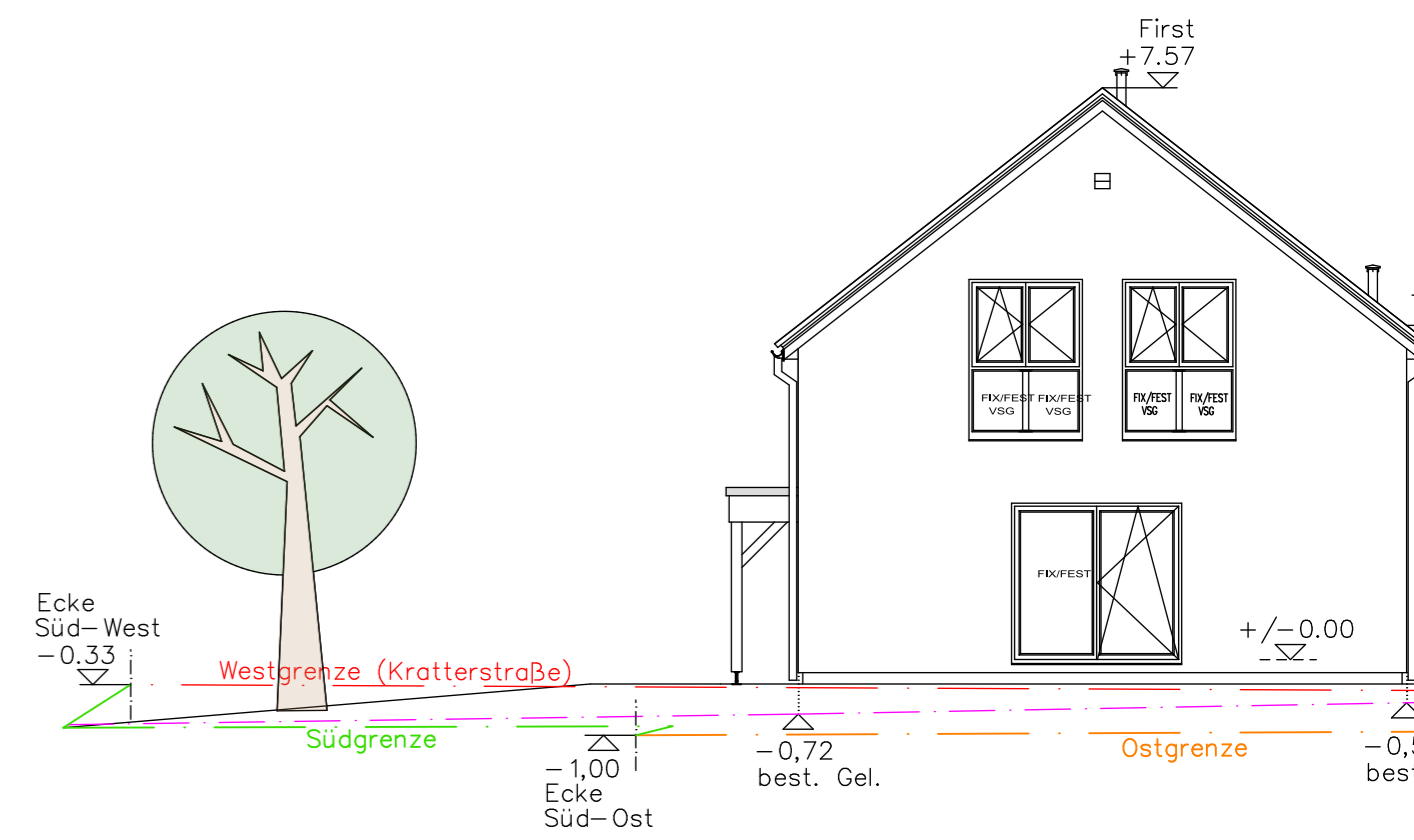 First
+7.57
FIX/FEST
VSG
FIX/FEST
VSG
FIX/FEST
VSG
FIX/FEST
VSG
FIX/FEST
+/-0.00
Ecke
Süd-West
-0.33
Westgrenze (Kratterstraße)
Südgrenze
-1,00
Ecke
Süd-Ost
-0,72
best. Gel.
Ostgrenze